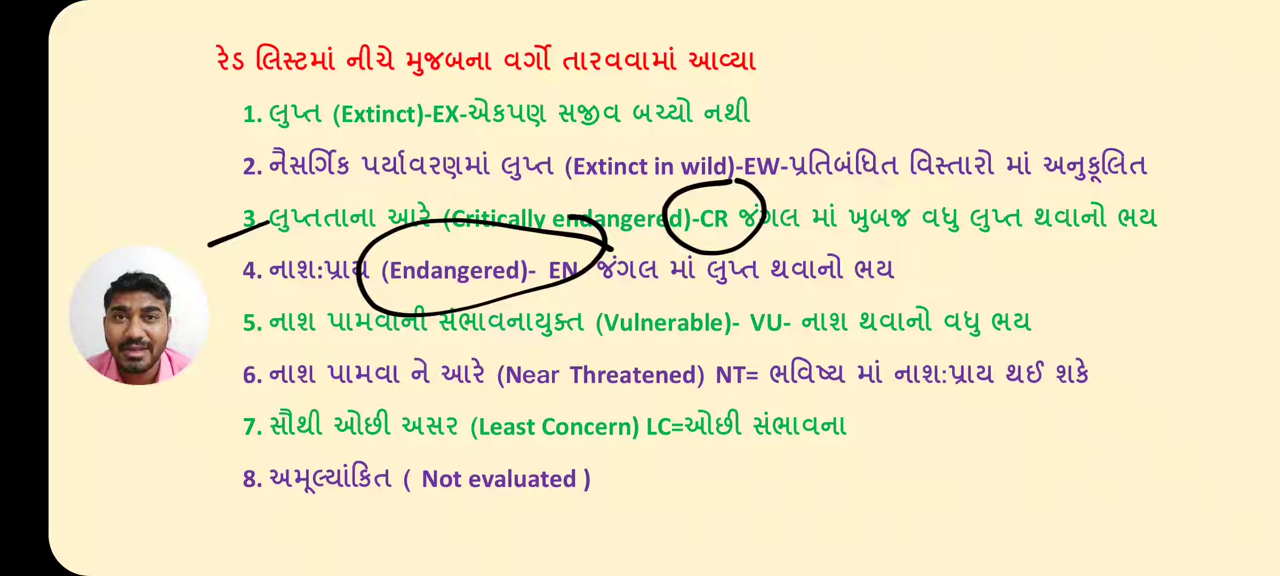 રેડ લિસ્ટમાં નીચે મુજબના વર્ગો તારવવામાં આવ્યા
1. લુપ્ત (Extinct)-EX-એકપણ સજીવ બચ્યો નથી
2. નૈસર્ગિક પર્યાવરણમાં લુપ્ત (Extinct in wild)-EW-પ્રતિબંધિત વિસ્તારો માં અનુકૂલિત
3 લુપ્તતાના આરે (Critically endangered)-CR જંગલ માં ખુબજ વધુ લુપ્ત થવાનો ભય
4. નાશ:પ્રાય (Endangered)- EN જંગલ માં લુપ્ત થવાનો ભય
5. નાશ પામવાની સંભાવનાયુક્ત (Vulnerable)- VU- નાશ થવાનો વધુ ભય
6. નાશ પામવા ને આરે (Near Threatened) NT= ભવિષ્ય માં નાશ:પ્રાય થઈ શકે
7. સૌથી ઓછી અસર (Least Concern) LC=ઓછી સંભાવના
8. અમૂલ્યાંકિત ( Not evaluated )